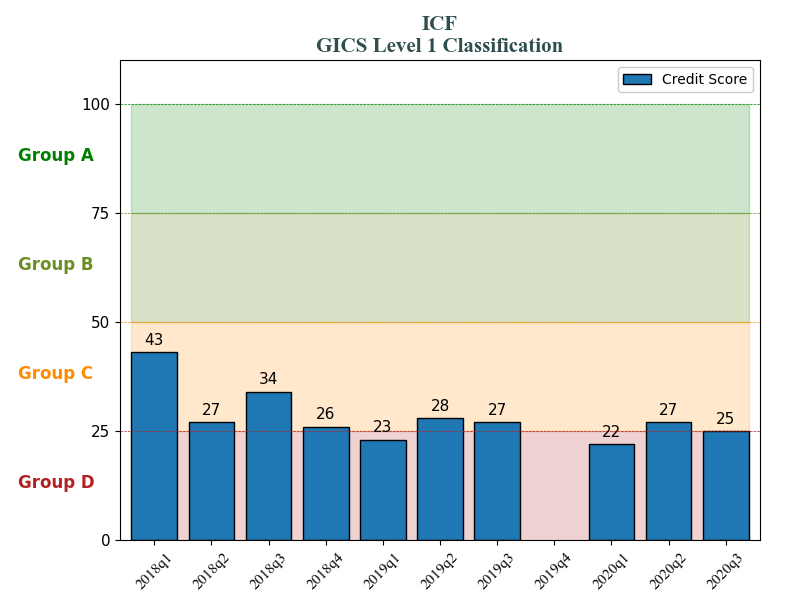 ICF
GICS Level 1 Classification
Credit Score
100
Group A
75
Group B
50
43
34
Group C
27
26
23
28
27
22
27
25
25
Group D
0
2018q1
2018q2
2018q3
2018q4
2019q1
2019q2
2019q3
2019q4
2020q1
2020q2
2020q3